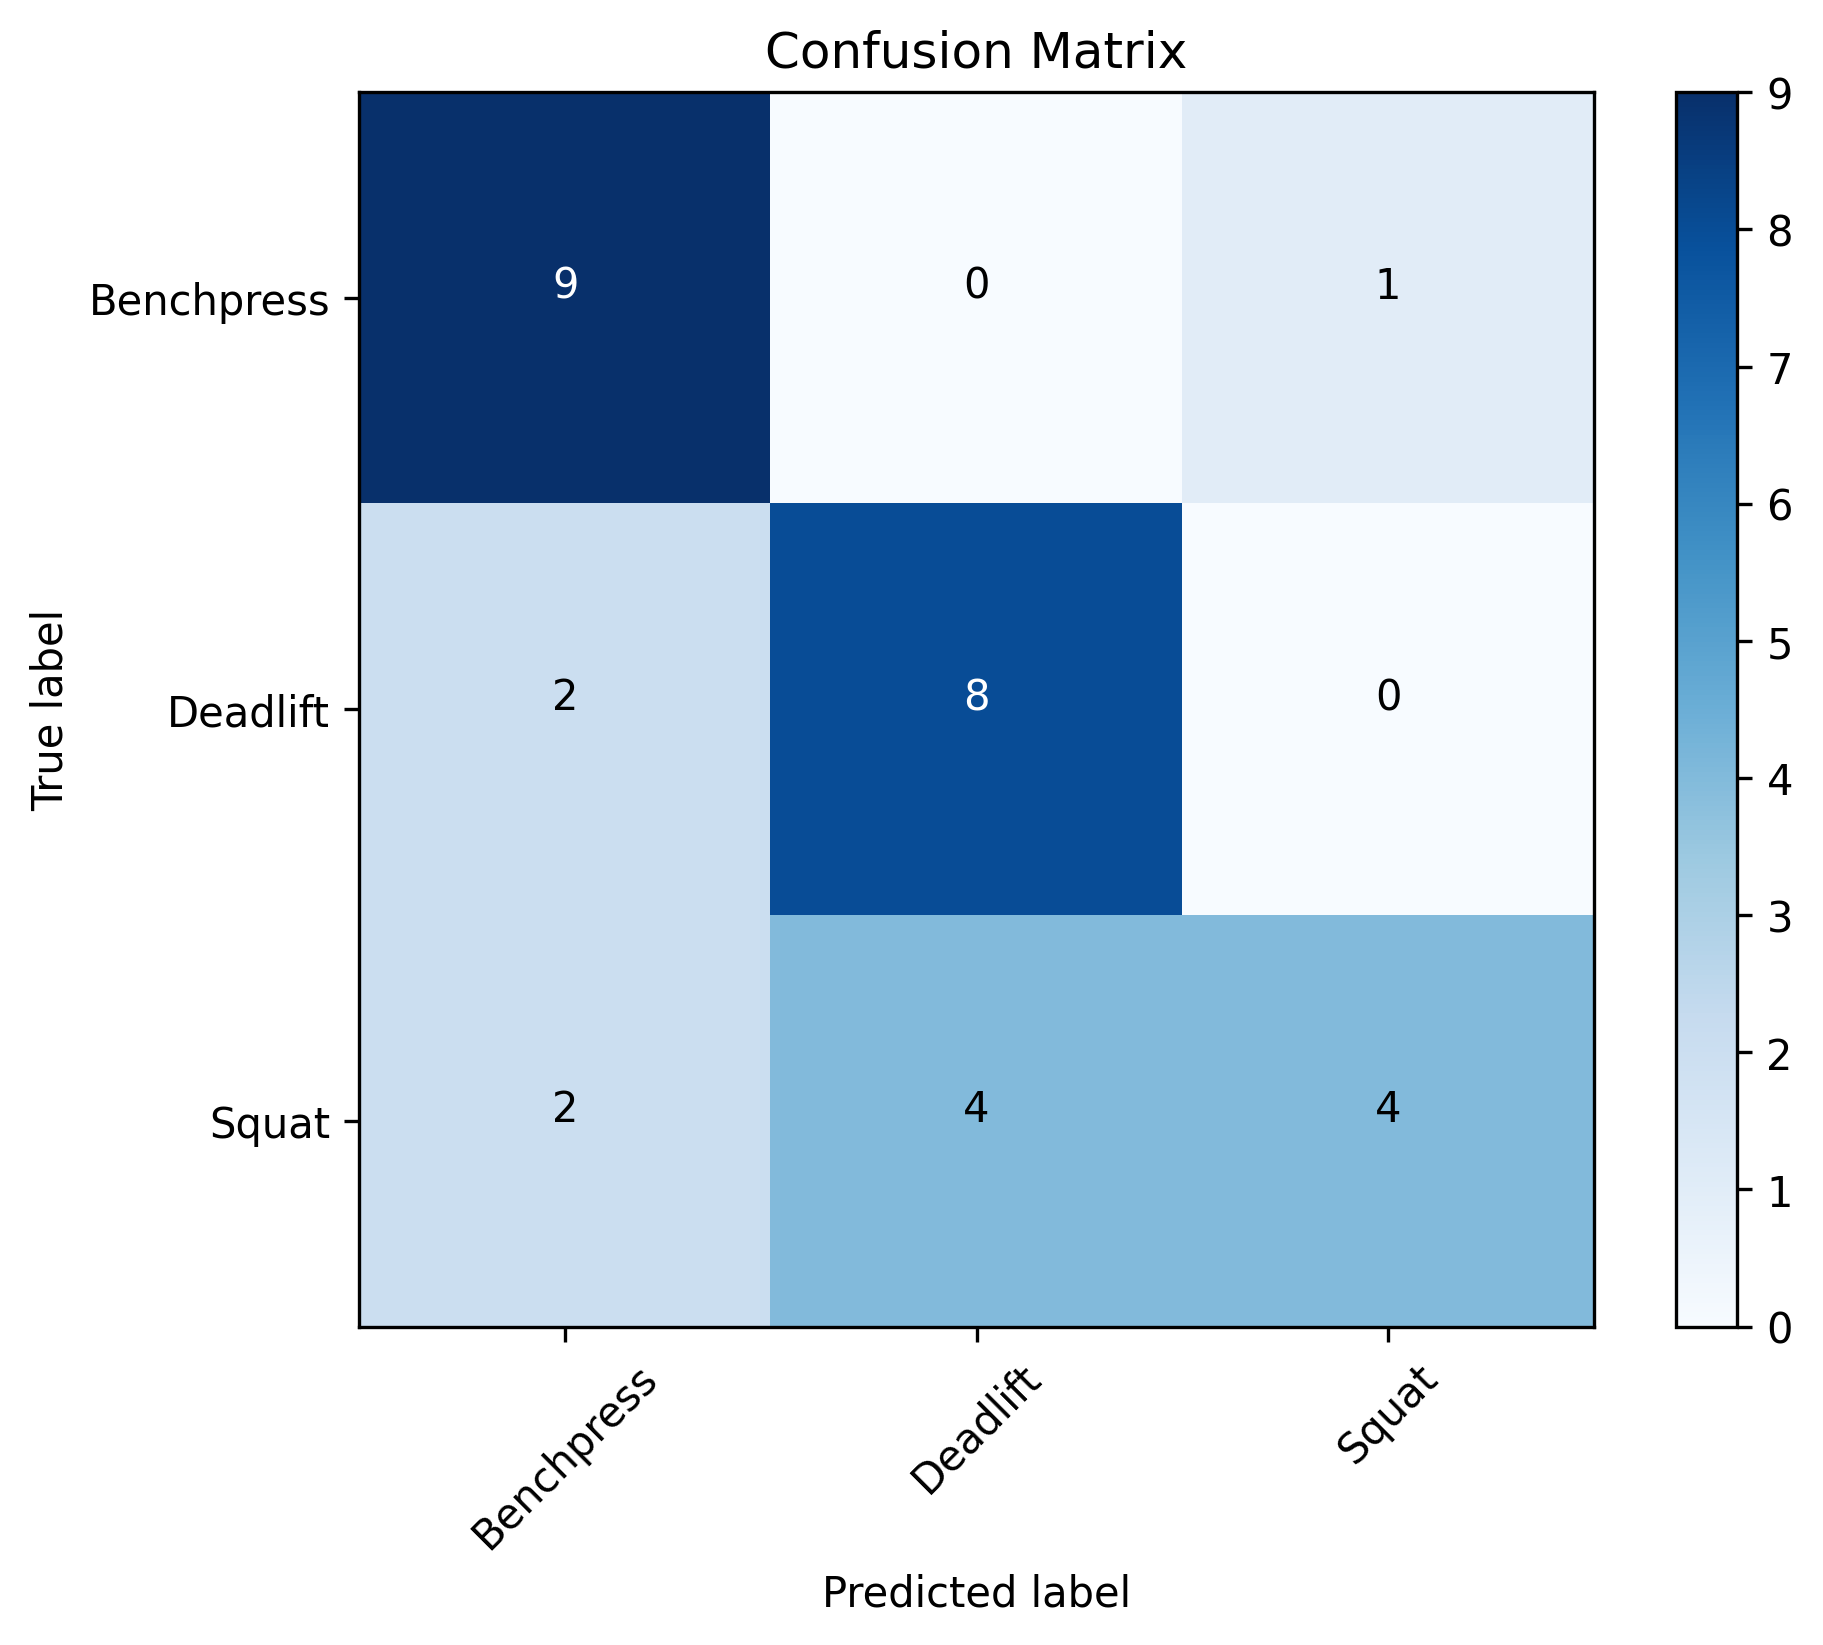 Confusion Matrix
Benchpress
9
0
1
Deadlift
2
8
0
Squat
2
4
4
True label
Benchpress
Deadlift
Squat
Predicted label
9
8
7
6
5
4
3
2
1
0